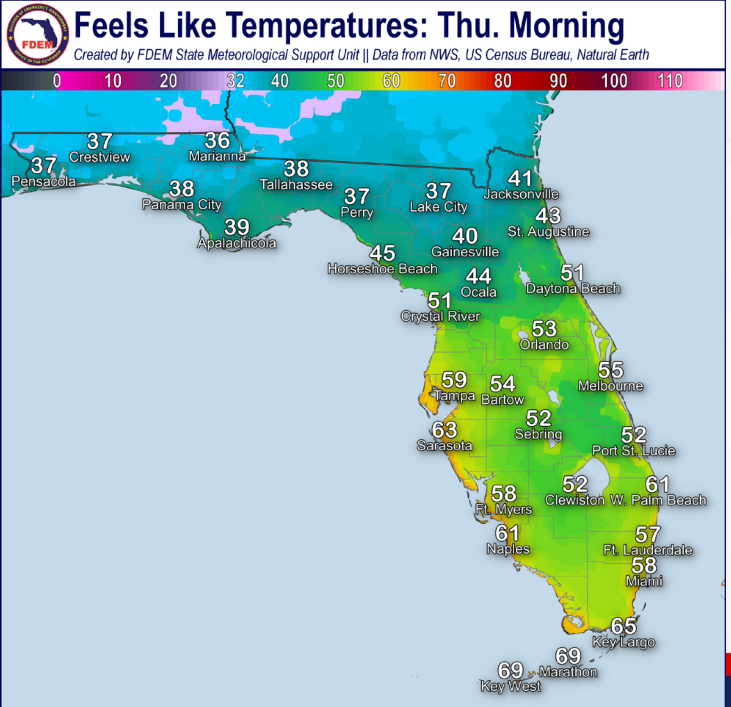 Feels Like Temperatures: Thu. Morning
Created by FDEM State Meteorological Support Unit || Data from NWS, US Census Bureau, Natural Earth
FDEM
0 10 20 32 40 50 60 70 80 90 100 110
37
Crestview
36
Marianna
37
Pensacola
38
Tallahassee
38
Panama City
37
Perry
37
Lake City
41
Jacksonville
39
Apalachicola
43
St. Augustine
40
Gainesville
45
Horseshoe Beach
44
Ocala
51
Daytona Beach
51
Crystal River
53
Orlando
59
Tampa
54
Bartow
55
Melbourne
63
Sarasota
52
Sebring
52
Port St. Lucie
58
Ft. Myers
52
Clewiston
61
W. Palm Beach
61
Naples
57
Ft. Lauderdale
58
Miami
65
Key Largo
69
Marathon
69
Key West